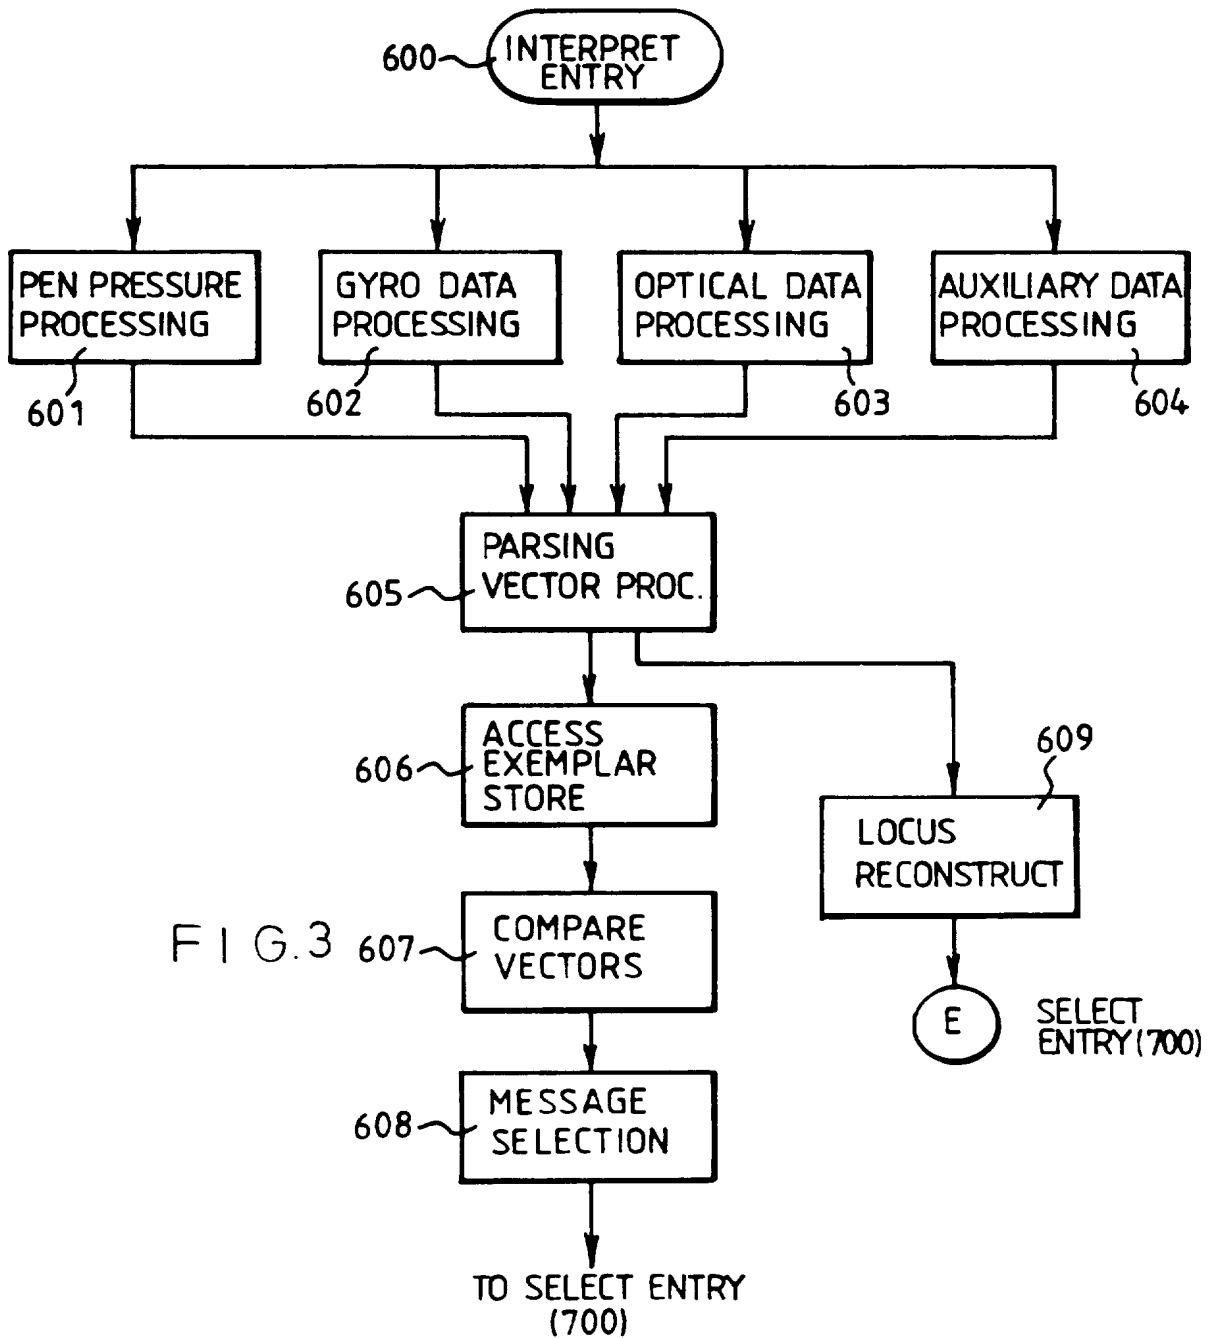 600
INTERPRET
ENTRY
PEN PRESSURE
PROCESSING
601
GYRO DATA
PROCESSING
602
OPTICAL DATA
PROCESSING
603
AUXILIARY DATA
PROCESSING
604
605
PARSING
VECTOR PROC.
606
ACCESS
EXEMPLAR
STORE
609
LOCUS
RECONSTRUCT
FIG.3
607
COMPARE
VECTORS
E
SELECT
ENTRY(700)
608
MESSAGE
SELECTION
TO SELECT ENTRY
(700)